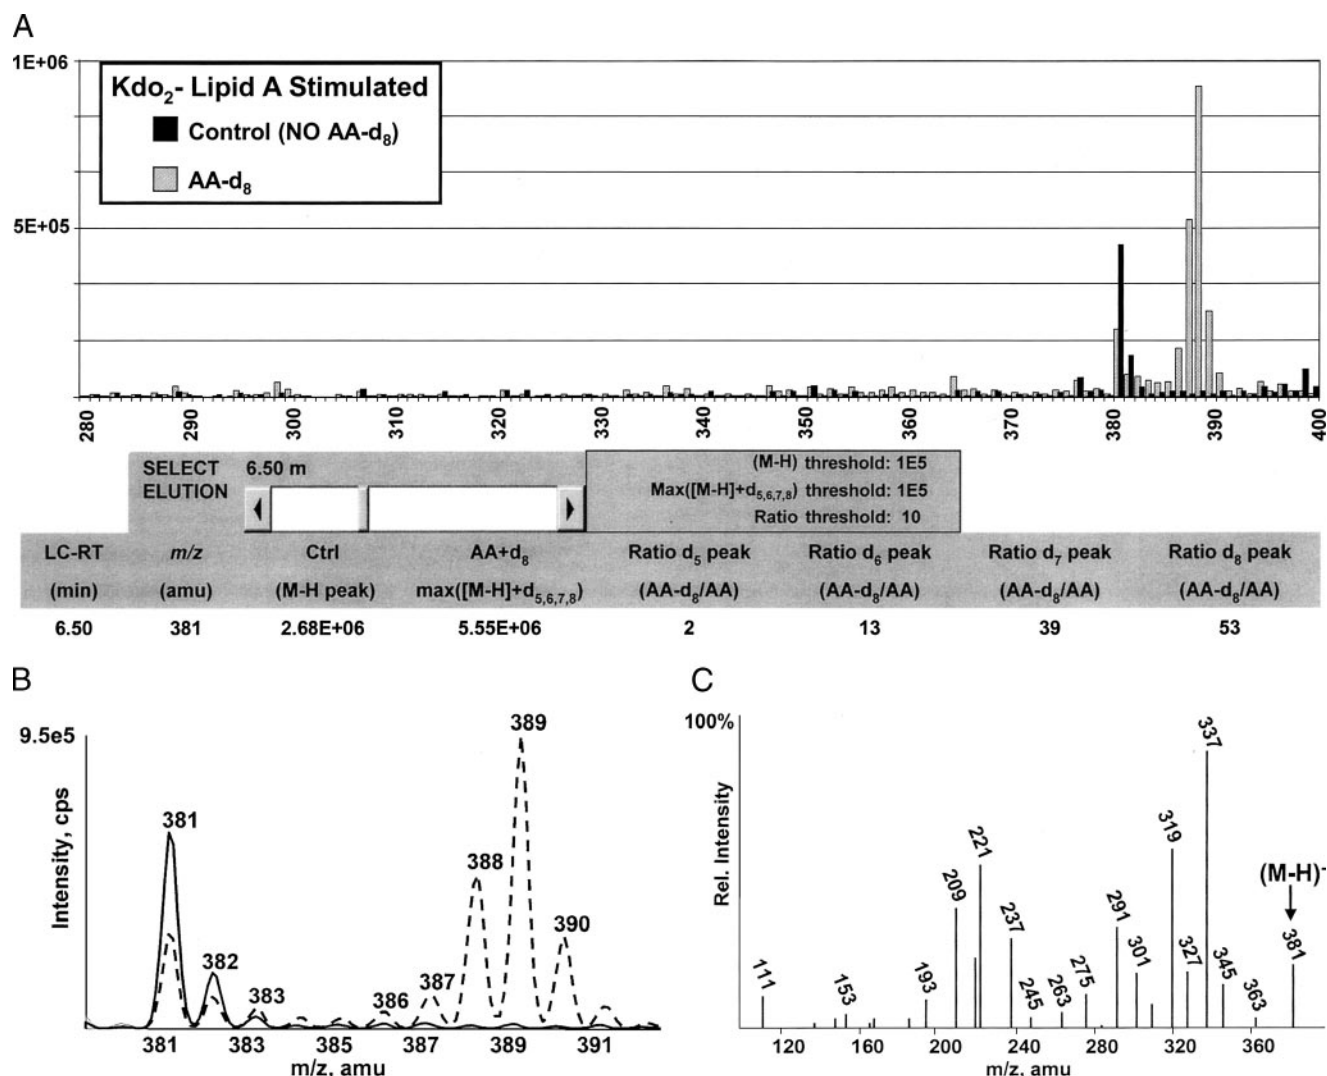 A
1E+06
Kdo2- Lipid A Stimulated
Control (NO AA-d8)
AA-d8
5E+05
280 290 300 310 320 330 340 350 360 370 380 390 400
SELECT ELUTION
6.50 m
(M-H) threshold: 1E5
Max([M-H]+d5,6,7,8) threshold: 1E5
Ratio threshold: 10
LC-RT m/z Ctrl AA+d8 Ratio d5 peak Ratio d6 peak Ratio d7 peak Ratio d8 peak
(min) (amu) (M-H peak) max([M-H]+d5,6,7,8) (AA-d8/AA) (AA-d8/AA) (AA-d8/AA) (AA-d8/AA)
6.50 381 2.68E+06 5.55E+06 2 13 39 53
B
9.5e5
Intensity, cps
381
382
383
386
387
388
389
390
381 383 385 387 389 391
m/z, amu
C
100%
Rel. Intensity
111
153
193
209
221
237
245
263
275
291
301
319
327
337
345
363
381
(M-H)-
120 160 200 240 280 320 360
m/z, amu